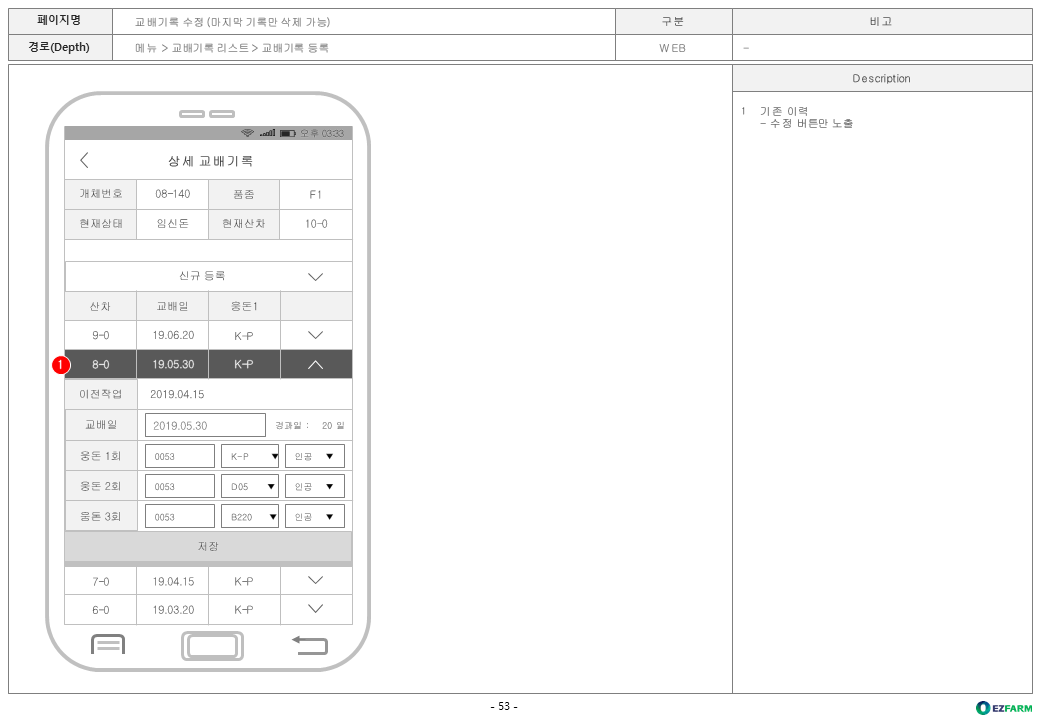 페이지명 교배기록 수정 (마지막 기록만 삭제 가능) 구분 비고
경로(Depth) 메뉴 > 교배기록 리스트 > 교배기록 등록 WEB -
Description
1 기존 이력
- 수정 버튼만 노출
오후 03:33
상세 교배기록
개체번호 08-140 품종 F1
현재상태 임신돈 현재산차 10-0
신규 등록
산차 교배일 웅돈1
9-0 19.06.20 K-P
1 8-0 19.05.30 K-P
이전작업 2019.04.15
교배일 2019.05.30 경과일 : 20 일
웅돈 1회 0053 K-P ▼ 인공 ▼
웅돈 2회 0053 D05 ▼ 인공 ▼
웅돈 3회 0053 B220 ▼ 인공 ▼
저장
7-0 19.04.15 K-P
6-0 19.03.20 K-P
- 53 -
EZFARM